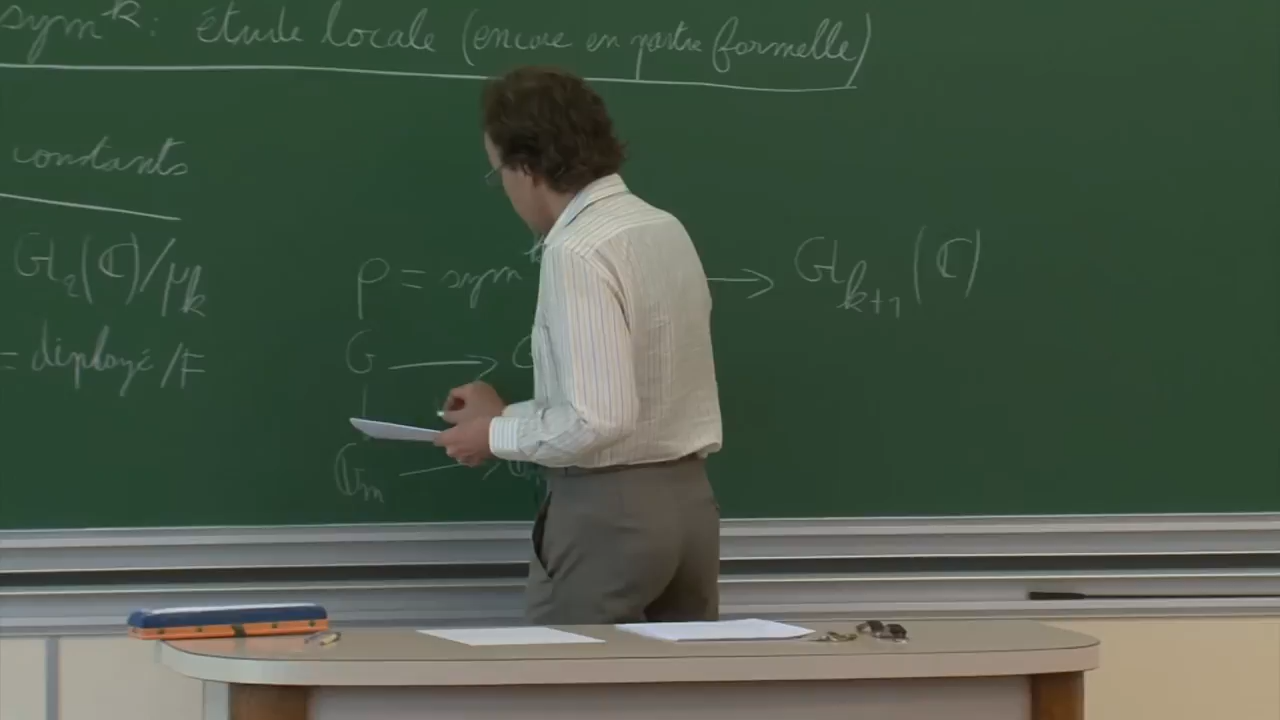 sym^k: étude locale (encore en partie formelle)
constants
GL_2(ℂ)/μ_k
ρ = sym → GL_{k+1}(ℂ)
= déployé /F
G → G
𝔾_m →